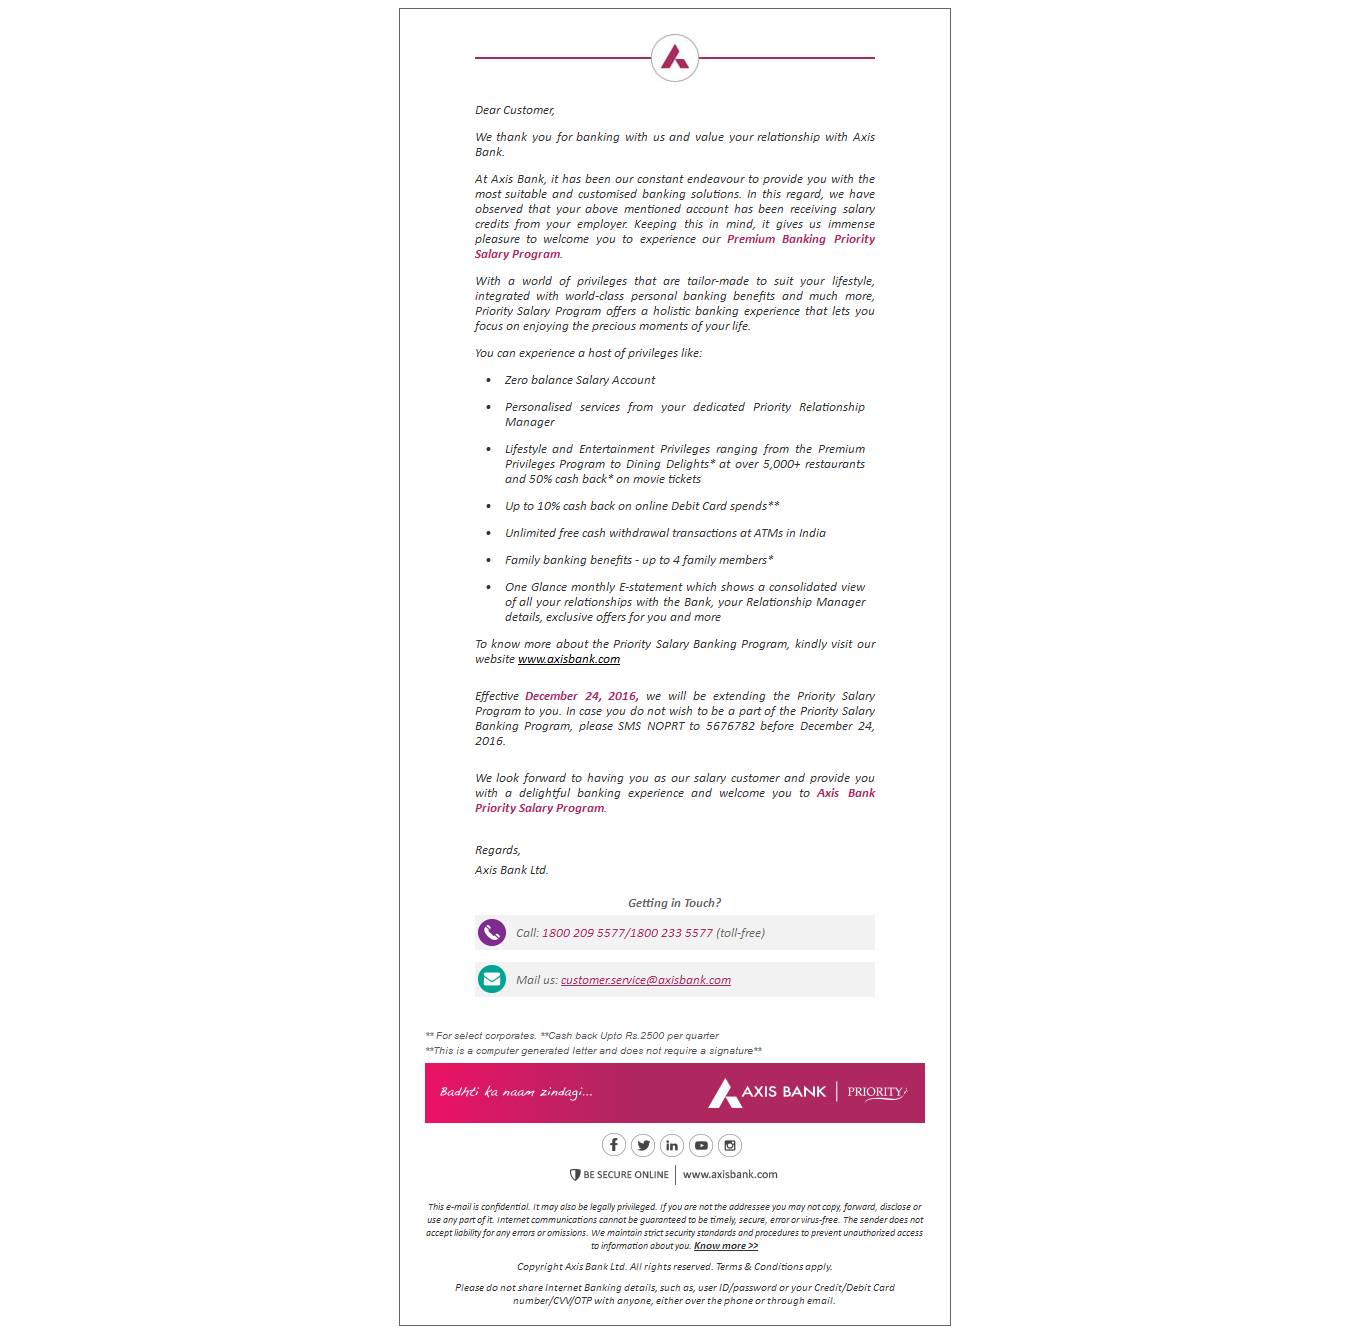 Dear Customer,
We thank you for banking with us and value your relationship with Axis
Bank.
At Axis Bank, it has been our constant endeavour to provide you with the
most suitable and customised banking solutions. In this regard, we have
observed that your above mentioned account has been receiving salary
credits from your employer. Keeping this in mind, it gives us immense
pleasure to welcome you to experience our Premium Banking Priority
Salary Program.
With a world of privileges that are tailor-made to suit your lifestyle,
integrated with world-class personal banking benefits and much more,
Priority Salary Program offers a holistic banking experience that lets you
focus on enjoying the precious moments of your life.
You can experience a host of privileges like:
• Zero balance Salary Account
• Personalised services from your dedicated Priority Relationship
Manager
• Lifestyle and Entertainment Privileges ranging from the Premium
Privileges Program to Dining Delights* at over 5,000+ restaurants
and 50% cash back* on movie tickets
• Up to 10% cash back on online Debit Card spends**
• Unlimited free cash withdrawal transactions at ATMs in India
• Family banking benefits - up to 4 family members*
• One Glance monthly E-statement which shows a consolidated view
of all your relationships with the Bank, your Relationship Manager
details, exclusive offers for you and more
To know more about the Priority Salary Banking Program, kindly visit our
website www.axisbank.com
Effective December 24, 2016, we will be extending the Priority Salary
Program to you. In case you do not wish to be a part of the Priority Salary
Banking Program, please SMS NOPRT to 5676782 before December 24,
2016.
We look forward to having you as our salary customer and provide you
with a delightful banking experience and welcome you to Axis Bank
Priority Salary Program.
Regards,
Axis Bank Ltd.
Getting in Touch?
Call: 1800 209 5577/1800 233 5577 (toll-free)
Mail us: customer.service@axisbank.com
** For select corporates. **Cash back Upto Rs.2500 per quarter
**This is a computer generated letter and does not require a signature**
Badhti ka naam zindagi... AXIS BANK | PRIORITY
BE SECURE ONLINE | www.axisbank.com
This e-mail is confidential. It may also be legally privileged. If you are not the addressee you may not copy, forward, disclose or
use any part of it. Internet communications cannot be guaranteed to be timely, secure, error or virus-free. The sender does not
accept liability for any errors or omissions. We maintain strict security standards and procedures to prevent unauthorized access
to information about you. Know more >>
Copyright Axis Bank Ltd. All rights reserved. Terms & Conditions apply.
Please do not share Internet Banking details, such as, user ID/password or your Credit/Debit Card
number/CVV/OTP with anyone, either over the phone or through email.